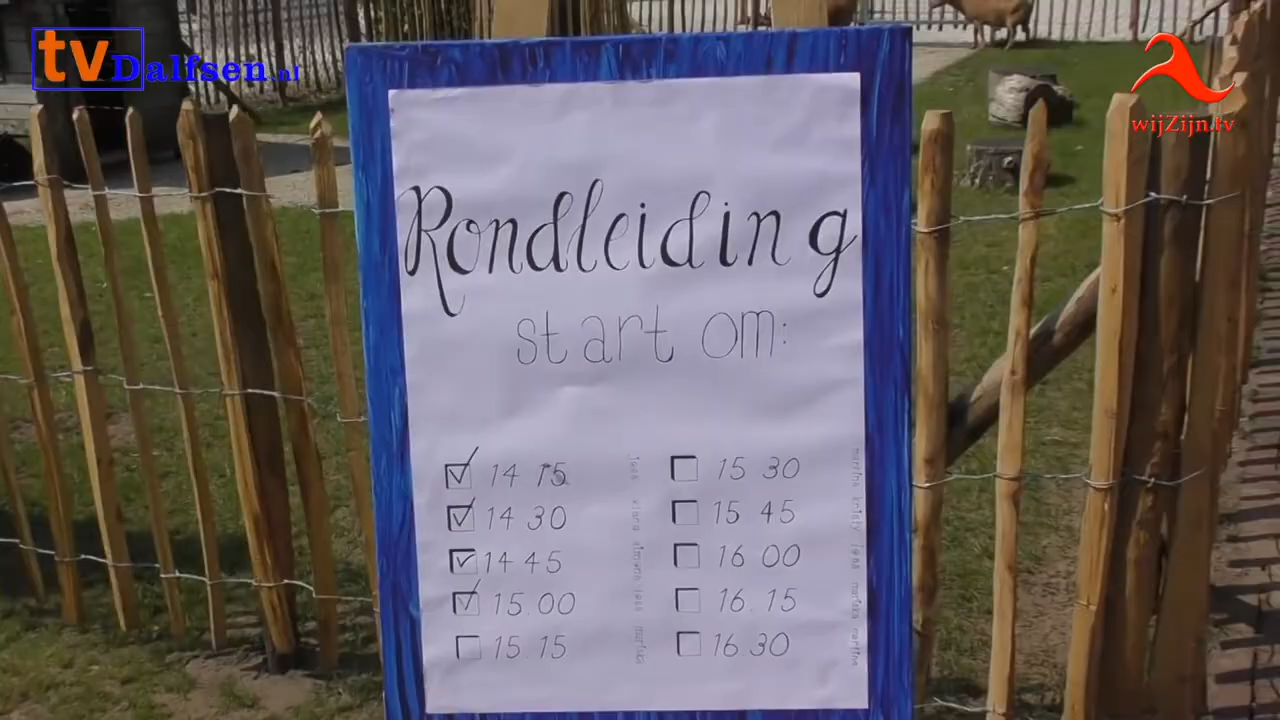 tvDalfsen.nl
wijZijn.tv
Rondleiding
start om:
14 15
14 30
14 45
15.00
15.15
15 30
15 45
16 00
16.15
16.30